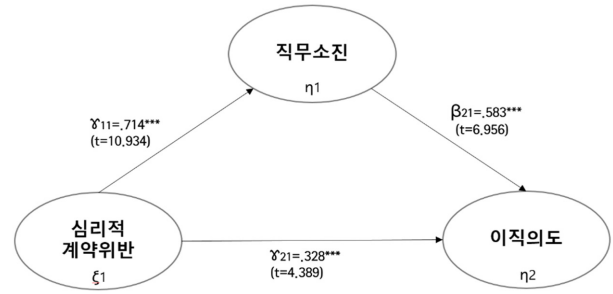 직무소진
η1
ɣ11=.714***
(t=10.934)
β21=.583***
(t=6.956)
심리적
계약위반
ξ1
ɣ21=.328***
(t=4.389)
이직의도
η2